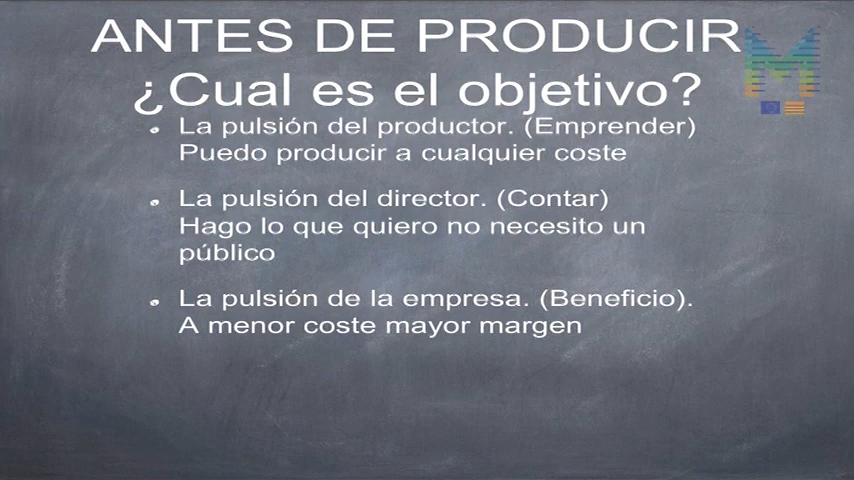 ANTES DE PRODUCIR
¿Cual es el objetivo?
La pulsión del productor. (Emprender)
Puedo producir a cualquier coste
La pulsión del director. (Contar)
Hago lo que quiero no necesito un
público
La pulsión de la empresa. (Beneficio).
A menor coste mayor margen